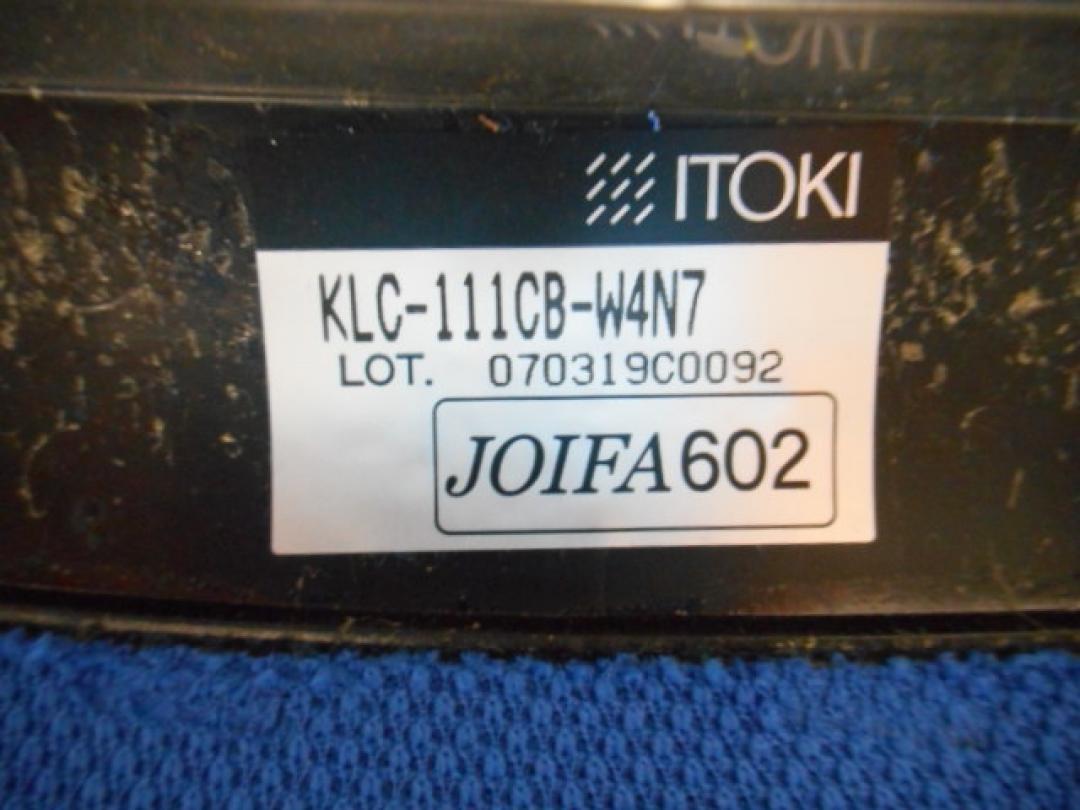 ITOKI
KLC-111CB-W4N7
LOT. 070319C0092
JOIFA602